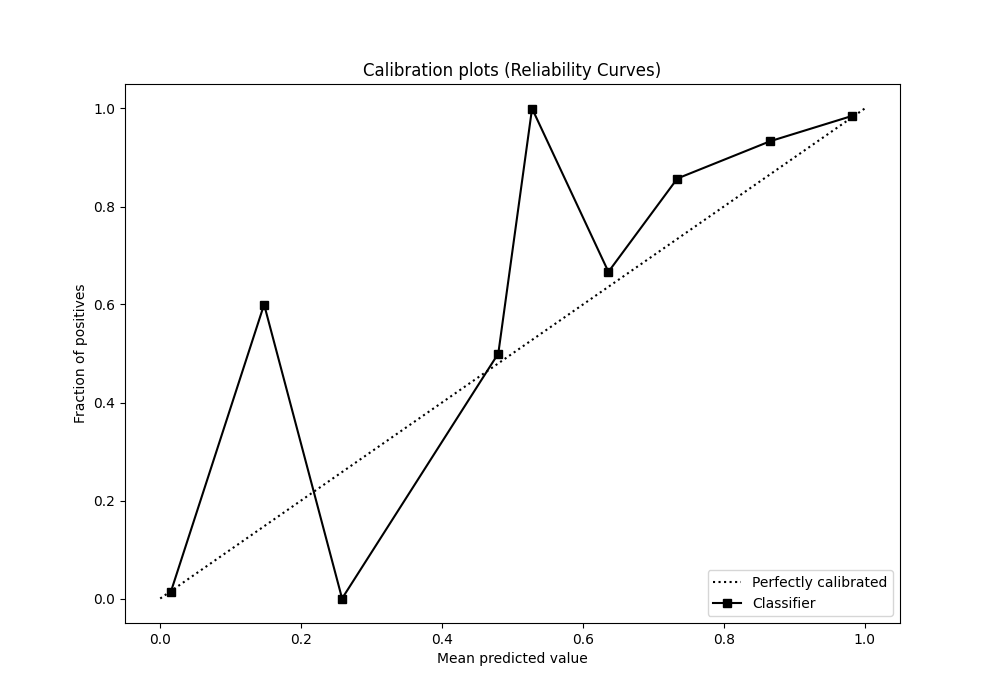 Calibration plots (Reliability Curves)
Fraction of positives
1.0
0.8
0.6
0.4
0.2
0.0
0.0 0.2 0.4 0.6 0.8 1.0
Mean predicted value
Perfectly calibrated
Classifier